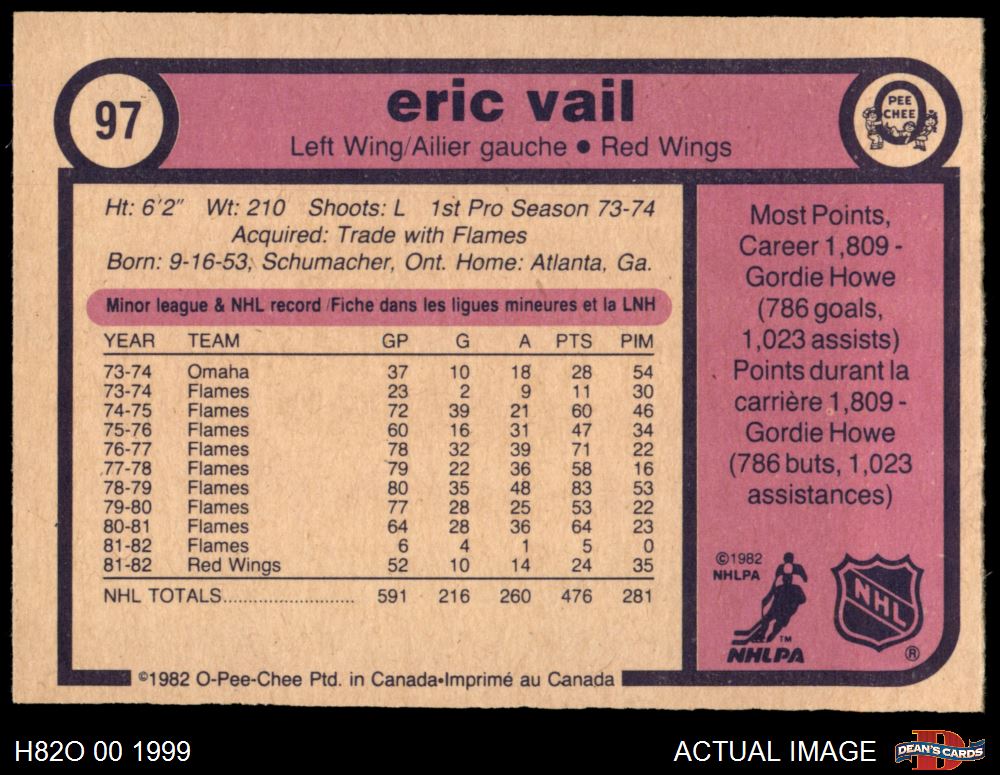 97
eric vail
Left Wing/Ailier gauche ● Red Wings
PEE
CHEE
Ht: 6'2" Wt: 210 Shoots: L 1st Pro Season 73-74
Acquired: Trade with Flames
Born: 9-16-53; Schumacher, Ont. Home: Atlanta, Ga.
Minor league & NHL record/Fiche dans les ligues mineures et la LNH
YEAR TEAM GP G A PTS PIM
73-74 Omaha 37 10 18 28 54
73-74 Flames 23 2 9 11 30
74-75 Flames 72 39 21 60 46
75-76 Flames 60 16 31 47 34
76-77 Flames 78 32 39 71 22
77-78 Flames 79 22 36 58 16
78-79 Flames 80 35 48 83 53
79-80 Flames 77 28 25 53 22
80-81 Flames 64 28 36 64 23
81-82 Flames 6 4 1 5 0
81-82 Red Wings 52 10 14 24 35
NHL TOTALS........................... 591 216 260 476 281
Most Points,
Career 1,809 -
Gordie Howe
(786 goals,
1,023 assists)
Points durant la
carrière 1,809 -
Gordie Howe
(786 buts, 1,023
assistances)
©1982
NHLPA
TM
NHLPA
NHL
®
©1982 O-Pee-Chee Ptd. in Canada•Imprimé au Canada
H82O 00 1999
ACTUAL IMAGE
D
DEAN'S CARDS